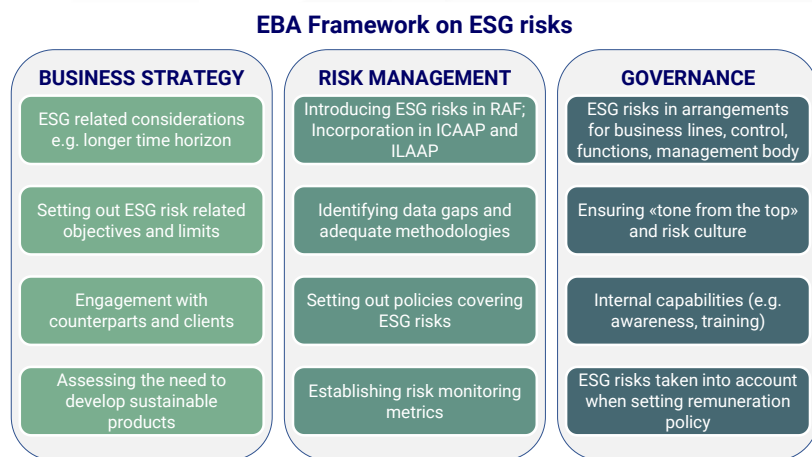 EBA Framework on ESG risks
BUSINESS STRATEGY
ESG related considerations
e.g. longer time horizon
Setting out ESG risk related
objectives and limits
Engagement with
counterparts and clients
Assessing the need to
develop sustainable
products
RISK MANAGEMENT
Introducing ESG risks in RAF;
Incorporation in ICAAP and
ILAAP
Identifying data gaps and
adequate methodologies
Setting out policies covering
ESG risks
Establishing risk monitoring
metrics
GOVERNANCE
ESG risks in arrangements
for business lines, control,
functions, management body
Ensuring «tone from the top»
and risk culture
Internal capabilities (e.g.
awareness, training)
ESG risks taken into account
when setting remuneration
policy